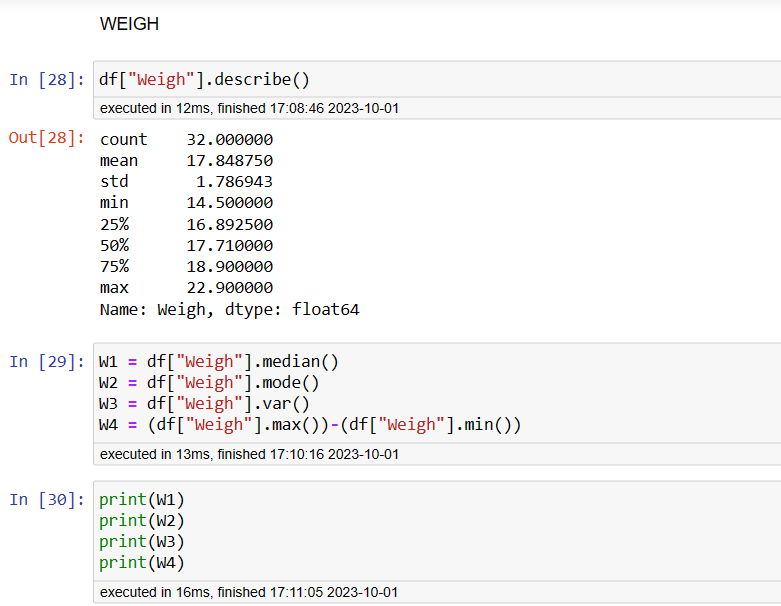 WEIGH
In [28]: df["Weigh"].describe()
executed in 12ms, finished 17:08:46 2023-10-01
Out[28]: count    32.000000
mean     17.848750
std       1.786943
min      14.500000
25%      16.892500
50%      17.710000
75%      18.900000
max      22.900000
Name: Weigh, dtype: float64
In [29]: W1 = df["Weigh"].median()
W2 = df["Weigh"].mode()
W3 = df["Weigh"].var()
W4 = (df["Weigh"].max())-(df["Weigh"].min())
executed in 13ms, finished 17:10:16 2023-10-01
In [30]: print(W1)
print(W2)
print(W3)
print(W4)
executed in 16ms, finished 17:11:05 2023-10-01